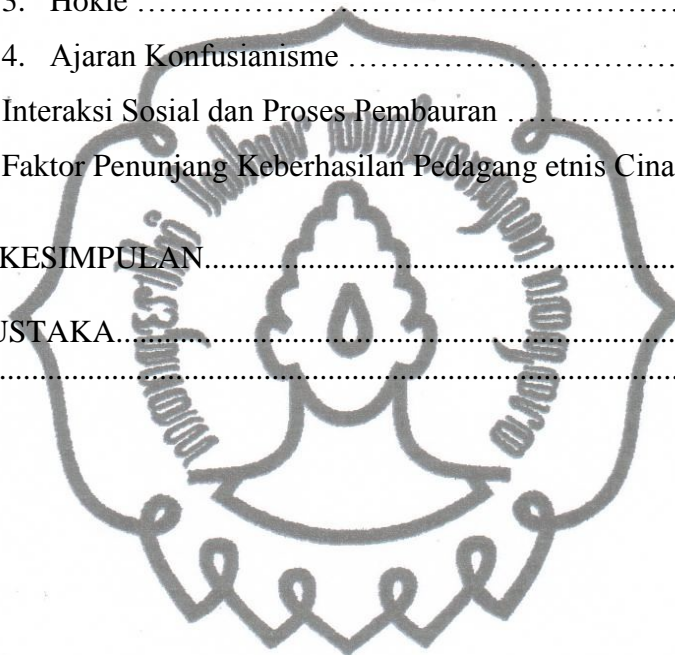 3. Hokie ……………………………………………
4. Ajaran Konfusianisme ……………………………
Interaksi Sosial dan Proses Pembauran ………………
Faktor Penunjang Keberhasilan Pedagang etnis Cina
KESIMPULAN..............................................................
USTAKA.......................................................................
....................................................................................